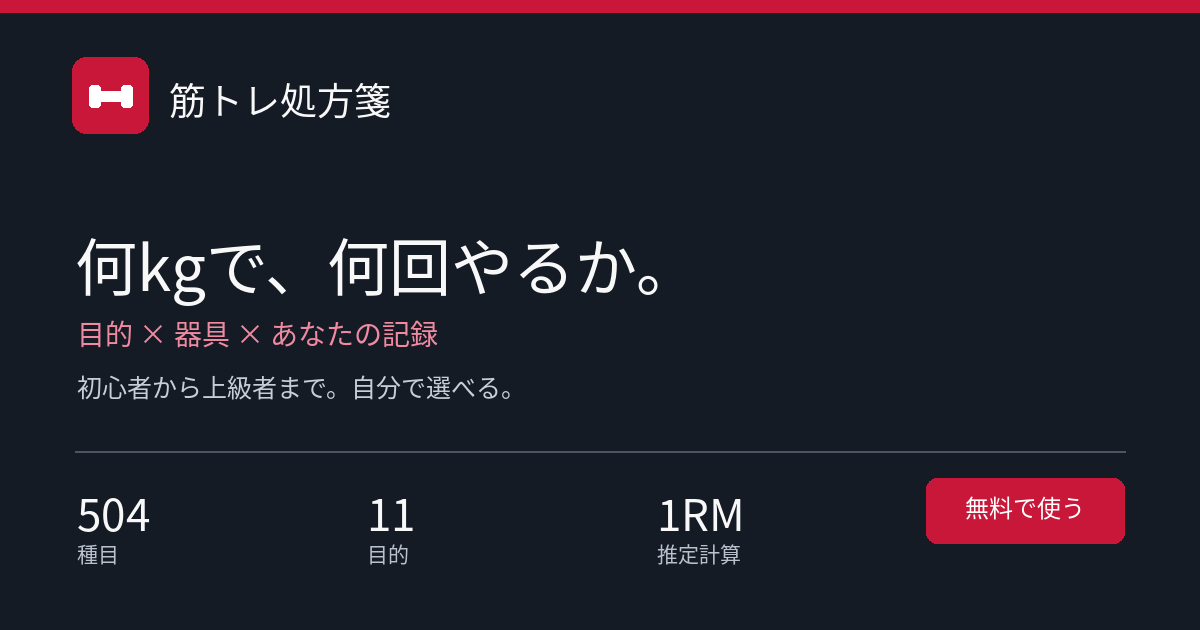 筋トレ処方箋
何kgで、何回やるか。
目的 × 器具 × あなたの記録
初心者から上級者まで。自分で選べる。
504
種目
11
目的
1RM
推定計算
無料で使う